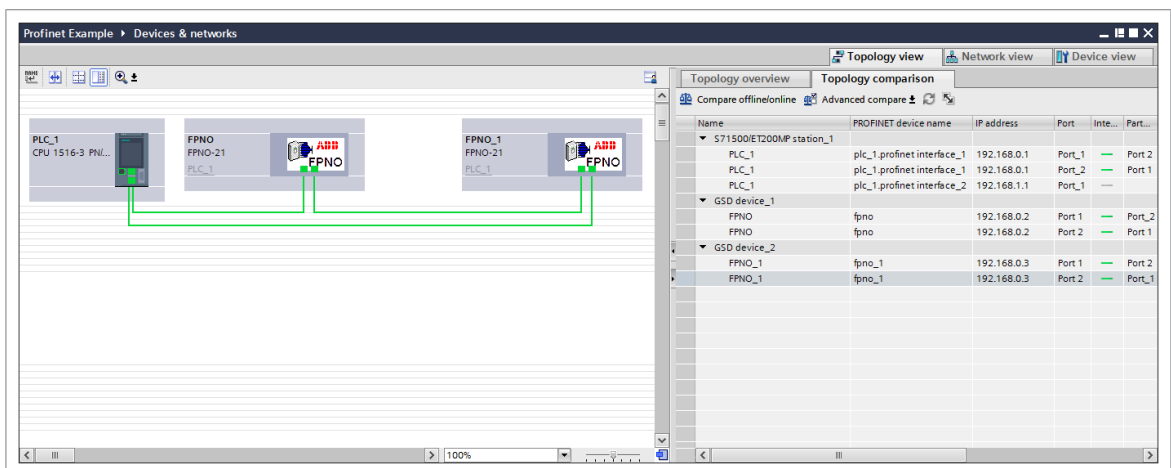 Profinet Example ▸ Devices & networks
Topology view Network view Device view
Topology overview Topology comparison
Compare offline/online Advanced compare
Name PROFINET device name IP address Port Inte... Part...
S71500/ET200MP station_1
PLC_1 plc_1.profinet interface_1 192.168.0.1 Port_1 Port 2
PLC_1 plc_1.profinet interface_1 192.168.0.1 Port_2 Port 1
PLC_1 plc_1.profinet interface_2 192.168.1.1 Port_1
GSD device_1
FPNO fpno 192.168.0.2 Port 1 Port_2
FPNO fpno 192.168.0.2 Port 2 Port 1
GSD device_2
FPNO_1 fpno_1 192.168.0.3 Port 1 Port 2
FPNO_1 fpno_1 192.168.0.3 Port 2 Port_1
PLC_1
CPU 1516-3 PN/...
FPNO
FPNO-21
PLC_1
ABB
FPNO
FPNO_1
FPNO-21
PLC_1
ABB
FPNO
100%